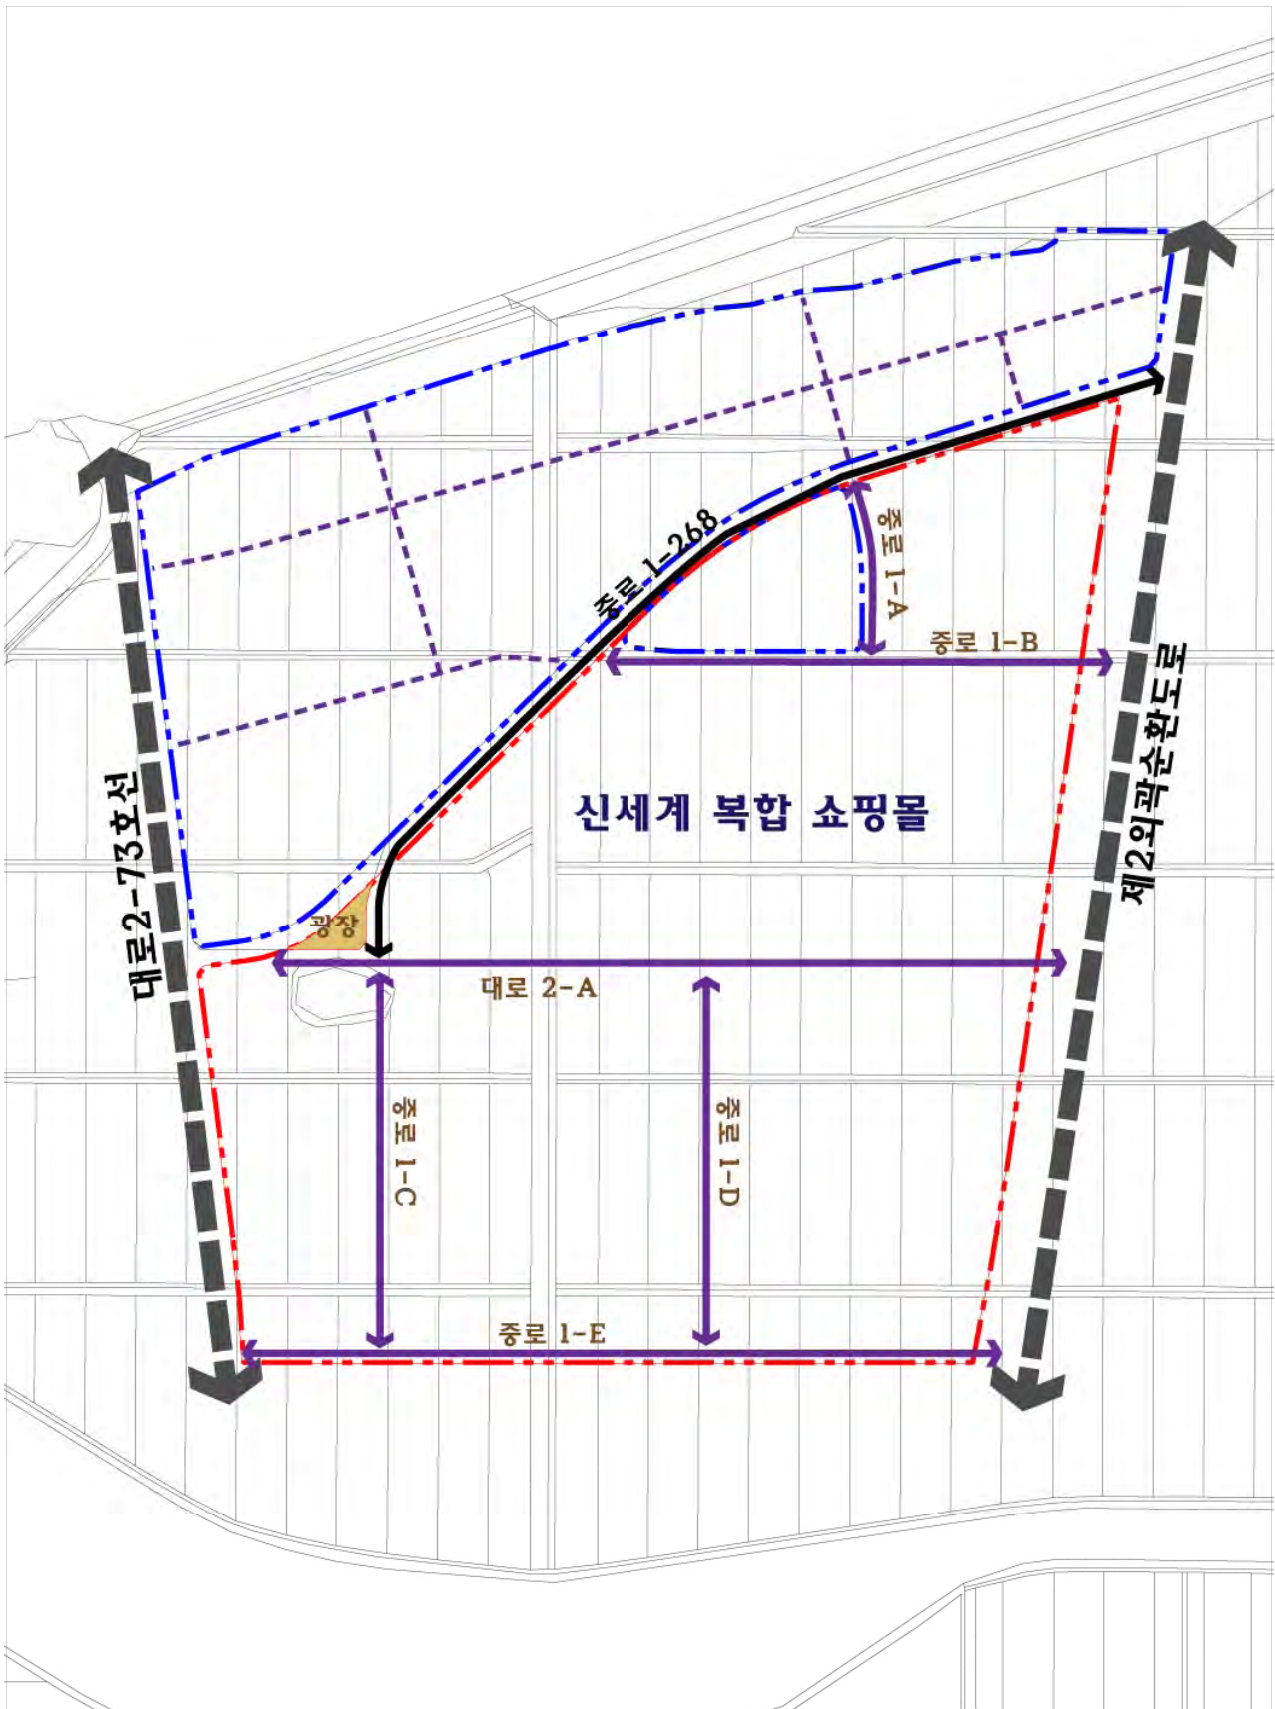 중로 1-268
중로 1-A
중로 1-B
제2외곽순환도로
신세계 복합 쇼핑몰
대로2-73호선
광장
대로 2-A
중로 1-C
중로 1-D
중로 1-E